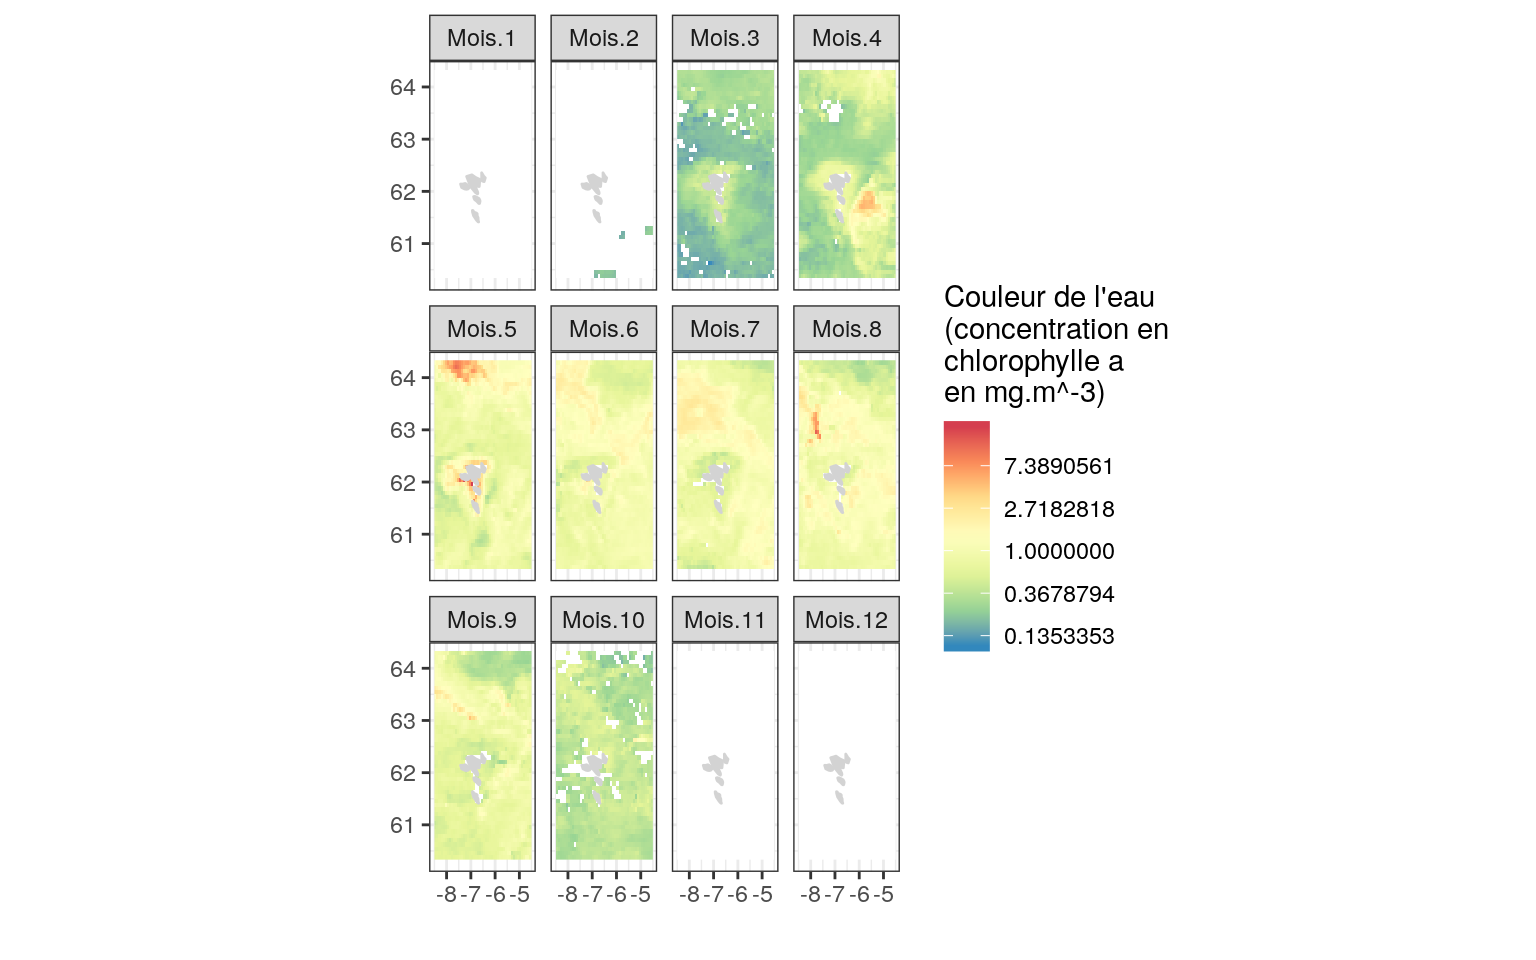 Mois.1 Mois.2 Mois.3 Mois.4
64
63
62
61
Mois.5 Mois.6 Mois.7 Mois.8
64
63
62
61
Mois.9 Mois.10 Mois.11 Mois.12
64
63
62
61
-8 -7 -6 -5 -8 -7 -6 -5 -8 -7 -6 -5 -8 -7 -6 -5
Couleur de l'eau
(concentration en
chlorophylle a
en mg.m^-3)
7.3890561
2.7182818
1.0000000
0.3678794
0.1353353